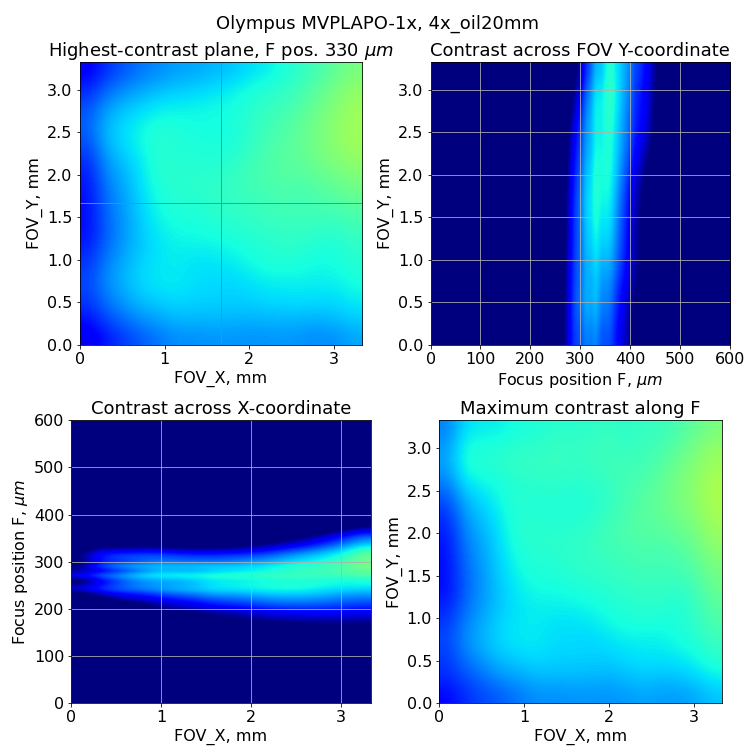 Olympus MVPLAPO-1x, 4x_oil20mm
Highest-contrast plane, F pos. 330 μm
3.0
2.5
2.0
1.5
1.0
0.5
0.0
FOV_Y, mm
0 1 2 3
FOV_X, mm
Contrast across FOV Y-coordinate
3.0
2.5
2.0
1.5
1.0
0.5
0.0
FOV_Y, mm
0 100 200 300 400 500 600
Focus position F, μm
Contrast across X-coordinate
600
500
400
300
200
100
0
Focus position F, μm
0 1 2 3
FOV_X, mm
Maximum contrast along F
3.0
2.5
2.0
1.5
1.0
0.5
0.0
FOV_Y, mm
0 1 2 3
FOV_X, mm